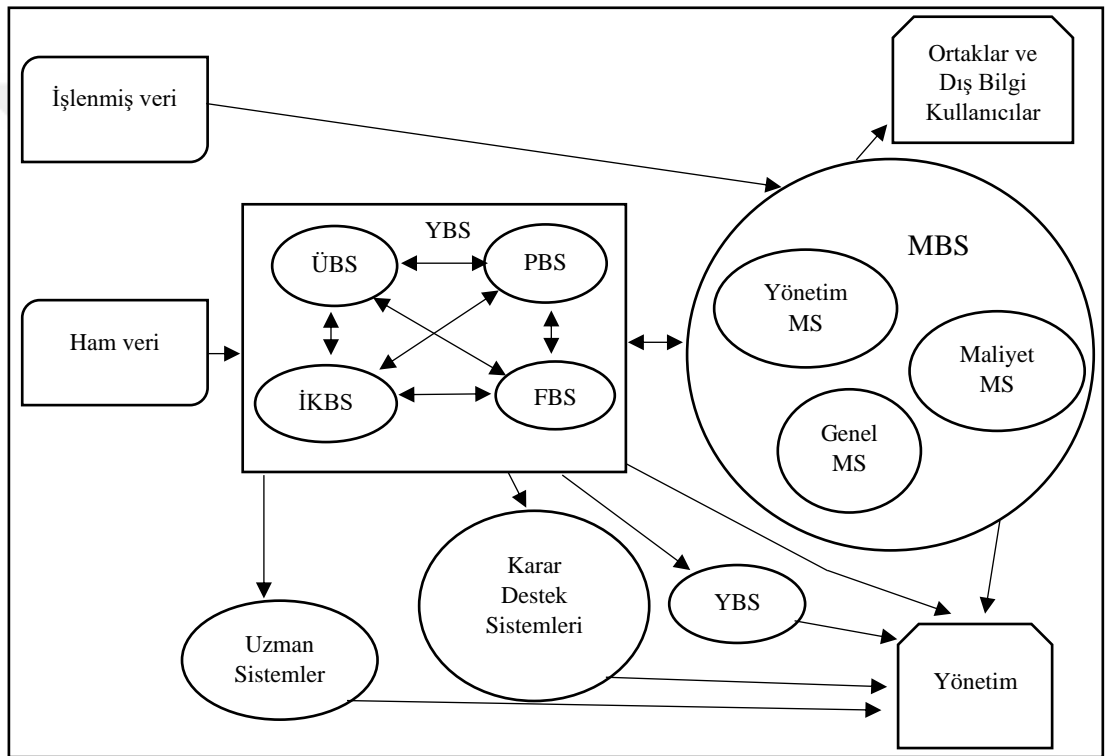 Ortaklar ve
Dış Bilgi
Kullanıcılar
İşlenmiş veri
YBS
ÜBS
PBS
MBS
Yönetim
MS
Ham veri
Maliyet
MS
İKBS
FBS
Genel
MS
Karar
Destek
Sistemleri
YBS
Uzman
Sistemler
Yönetim